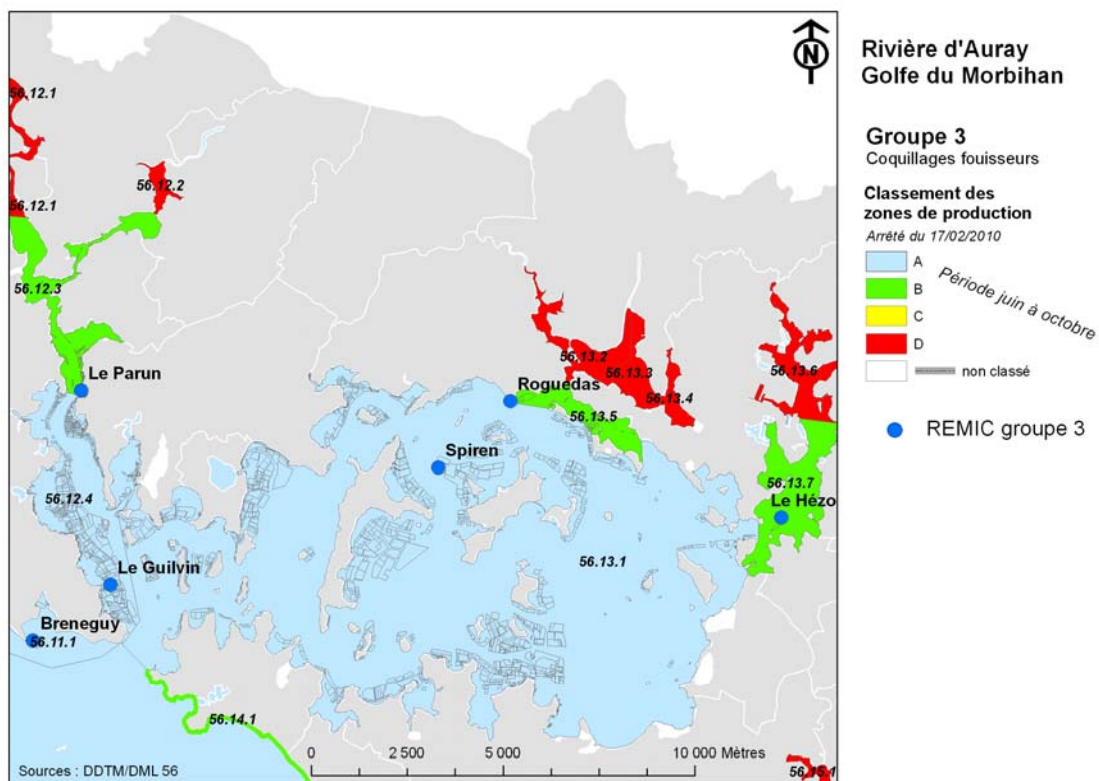 56.12.1
56.12.2
56.12.1
56.12.3
Le Parun
56.13.2
56.13.3
56.13.6
56.13.4
Roguedas
56.13.5
Spiren
56.13.7
56.12.4
Le Hézo
56.13.1
Le Guilvin
Breneguy
56.11.1
56.14.1
0 2 500 5 000 10 000 Mètres
Sources : DDTM/DML 56
56.15.1
N
Rivière d'Auray
Golfe du Morbihan
Groupe 3
Coquillages fouisseurs
Classement des
zones de production
Arrêté du 17/02/2010
A
B
C
D
Période juin à octobre
non classé
REMIC groupe 3